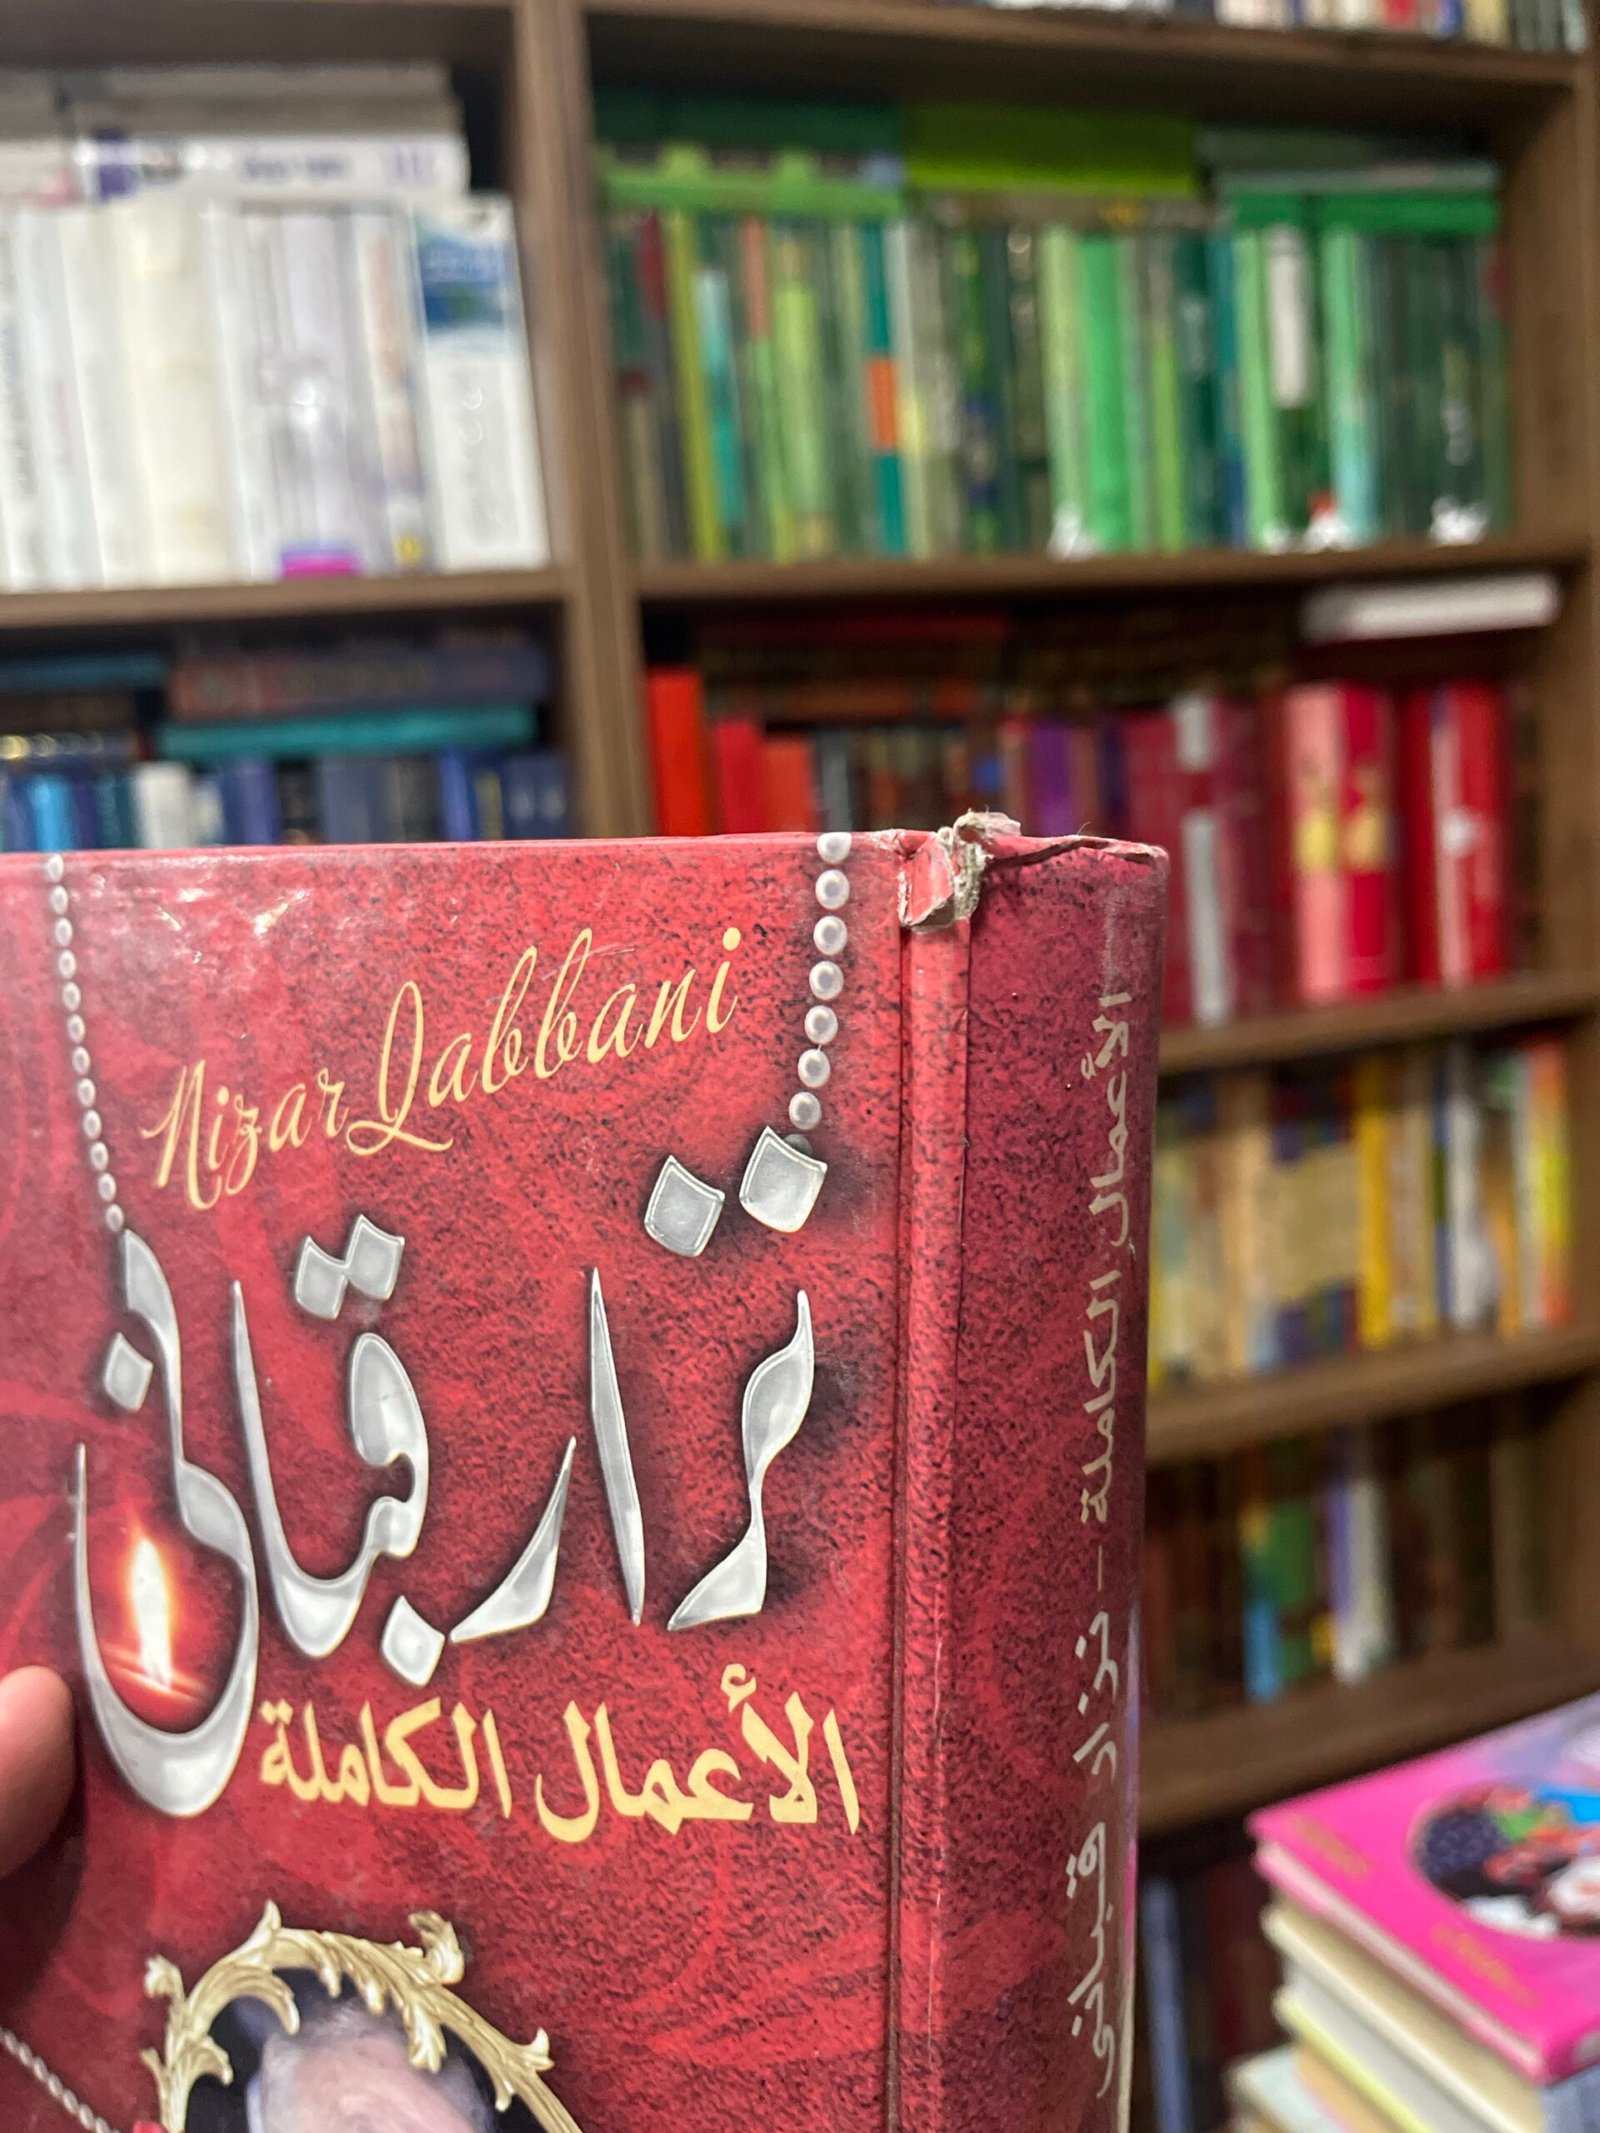 Nizar Qabbani
نزار قباني
الأعمال الكاملة
الأعمال الكاملة - نزار قباني